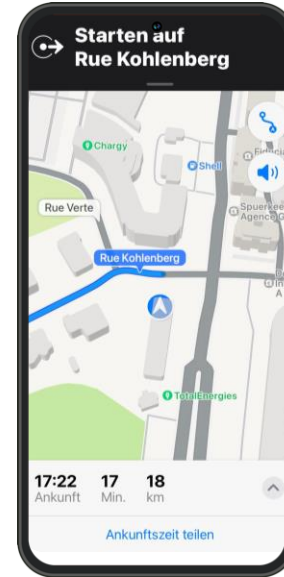 Starten auf
Rue Kohlenberg
Chargy
Shell
Rue Verte
Agence
Rue Kohlenberg
TotalEnergies
17:22 17 18
Ankunft Min. km
Ankunftszeit teilen